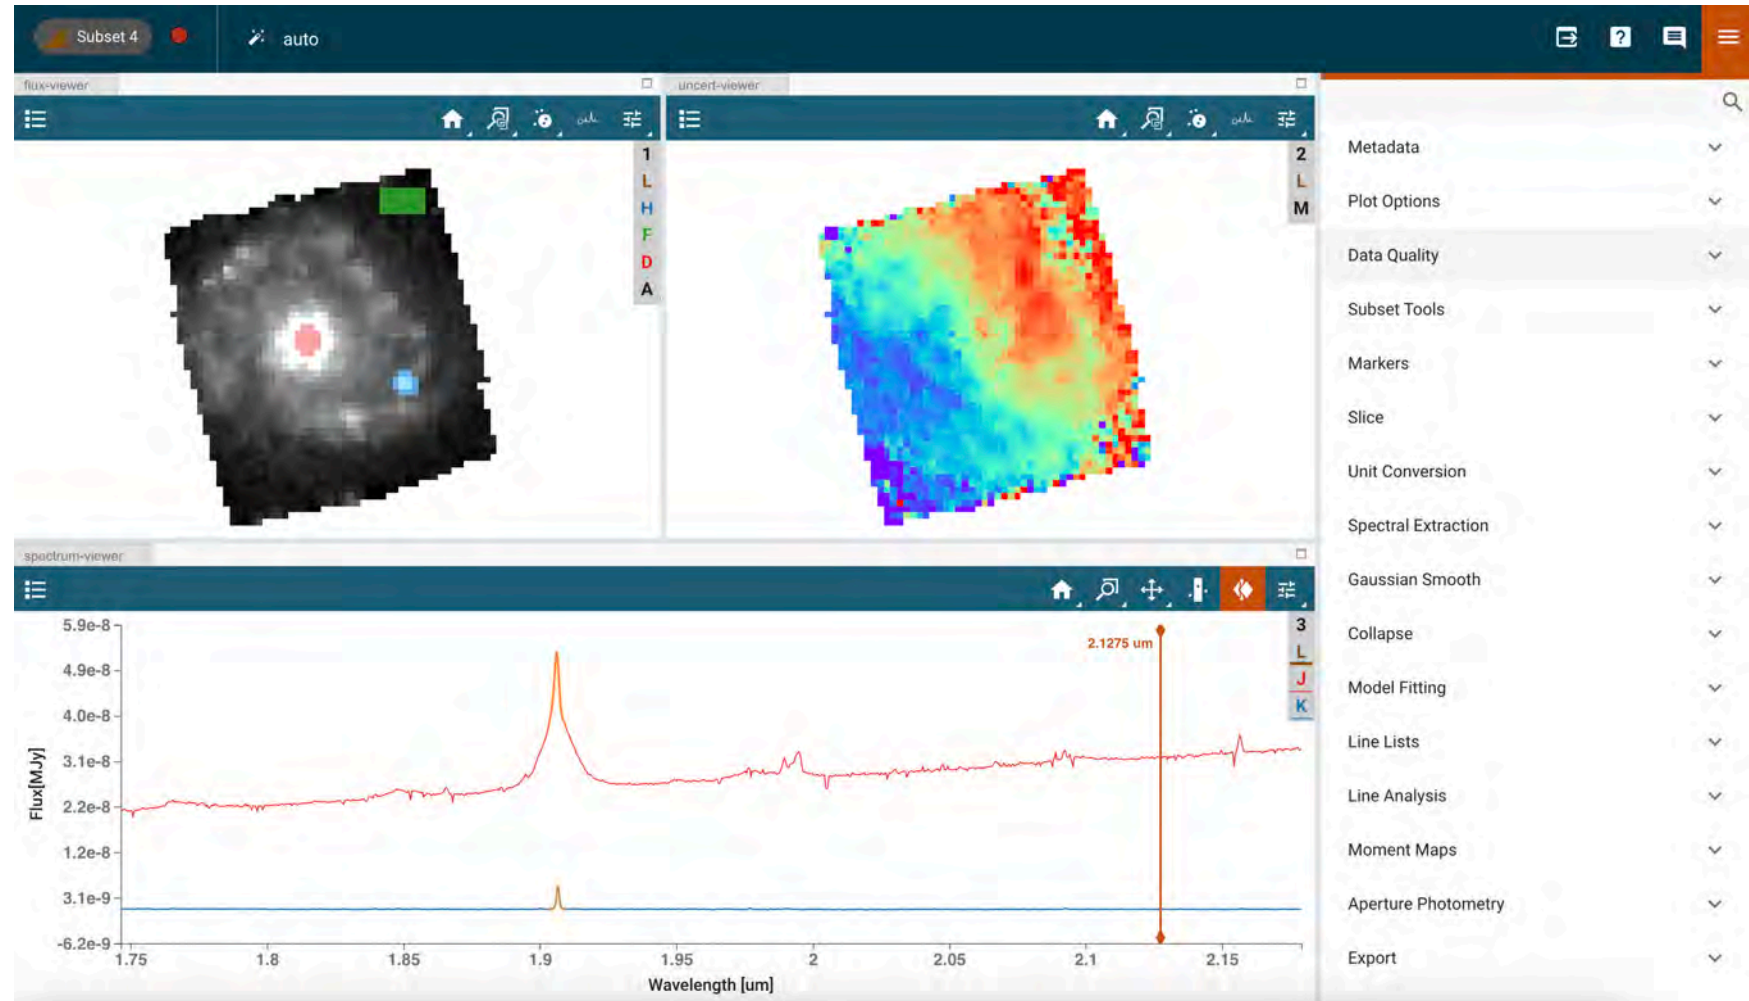 Subset 4
auto
flux-viewer
uncert-viewer
1
L
H
F
D
A
2
L
M
spectrum-viewer
3
L
J
K
5.9e-8
4.9e-8
4.0e-8
3.1e-8
2.2e-8
1.2e-8
3.1e-9
-6.2e-9
Flux[MJy]
2.1275 um
1.75
1.8
1.85
1.9
1.95
2
2.05
2.1
2.15
Wavelength [um]
Metadata
Plot Options
Data Quality
Subset Tools
Markers
Slice
Unit Conversion
Spectral Extraction
Gaussian Smooth
Collapse
Model Fitting
Line Lists
Line Analysis
Moment Maps
Aperture Photometry
Export